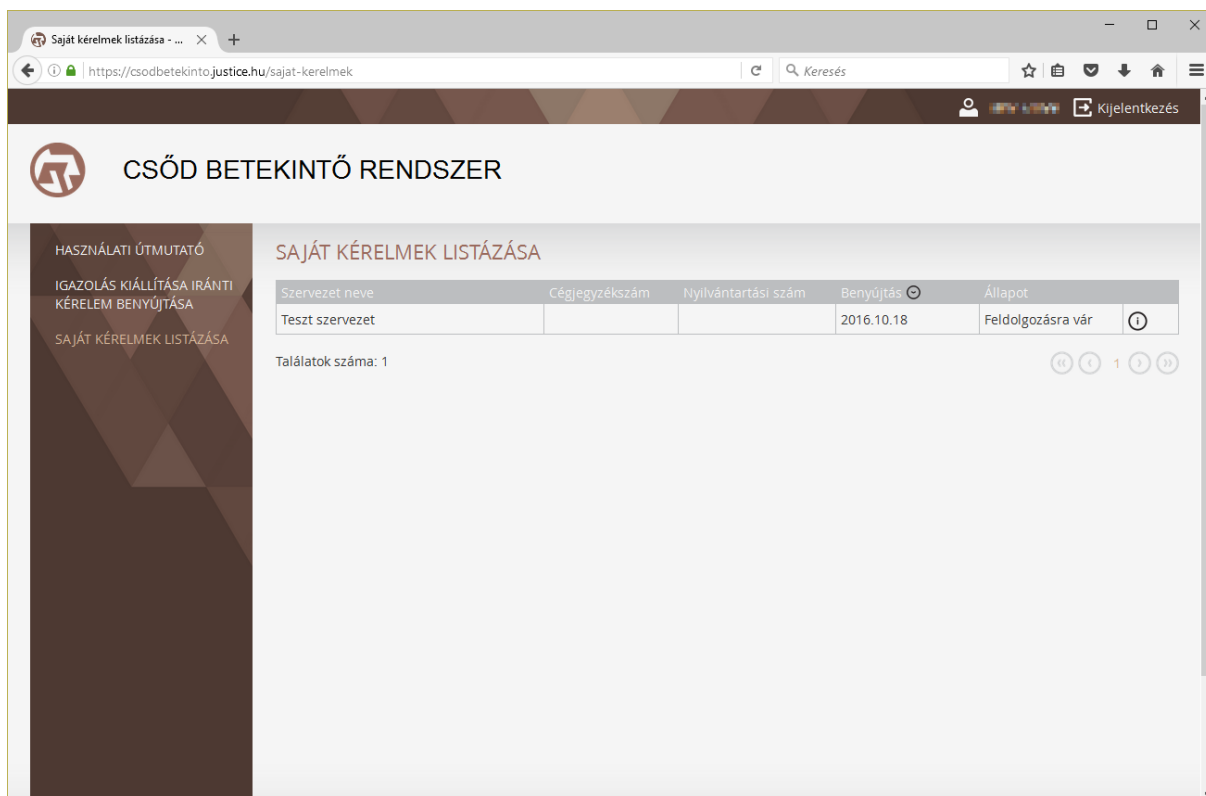 Saját kérelmek listázása - ...
https://csodbetekinto.justice.hu/sajat-kerelmek
Keresés
Kijelentkezés
CSŐD BETEKINTŐ RENDSZER
HASZNÁLATI ÚTMUTATÓ
IGAZOLÁS KIÁLLÍTÁSA IRÁNTI
KÉRELEM BENYÚJTÁSA
SAJÁT KÉRELMEK LISTÁZÁSA
SAJÁT KÉRELMEK LISTÁZÁSA
Szervezet neve Cégjegyzékszám Nyilvántartási szám Benyújtás Állapot
Teszt szervezet 2016.10.18 Feldolgozásra vár
Találatok száma: 1
1